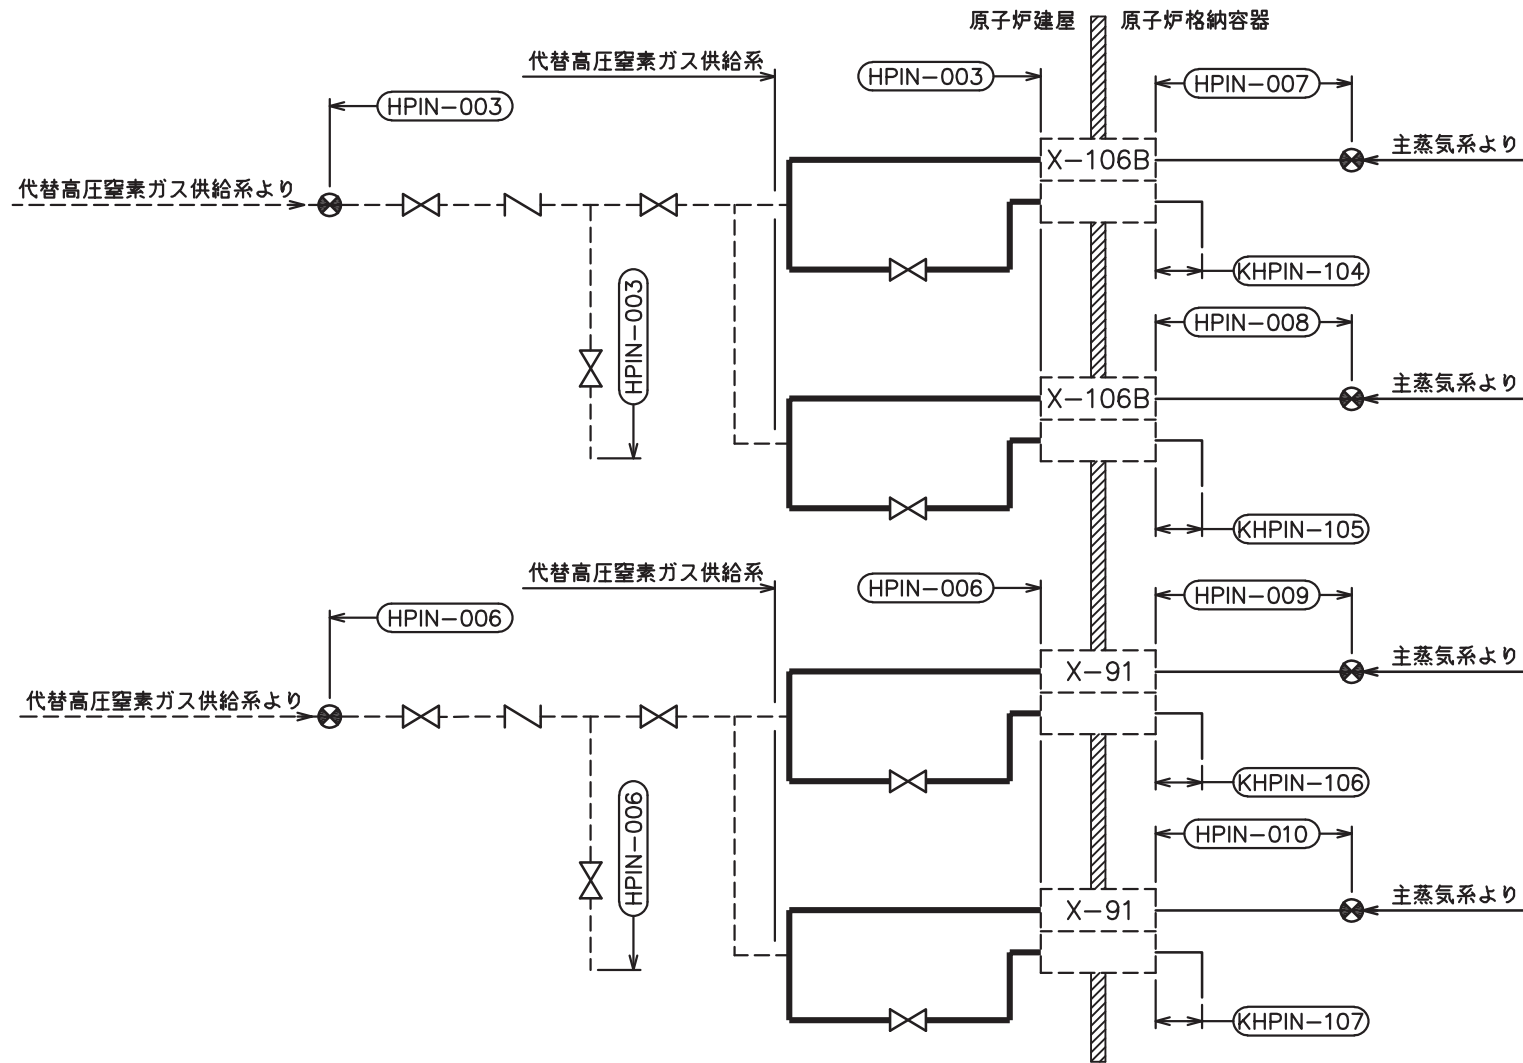 原子炉建屋
原子炉格納容器
代替高圧窒素ガス供給系
HPIN-003
HPIN-007
HPIN-003
主蒸気系より
X-106B
代替高圧窒素ガス供給系より
KHPIN-104
HPIN-003
HPIN-008
主蒸気系より
X-106B
KHPIN-105
代替高圧窒素ガス供給系
HPIN-006
HPIN-009
HPIN-006
主蒸気系より
X-91
代替高圧窒素ガス供給系より
KHPIN-106
HPIN-006
HPIN-010
主蒸気系より
X-91
KHPIN-107